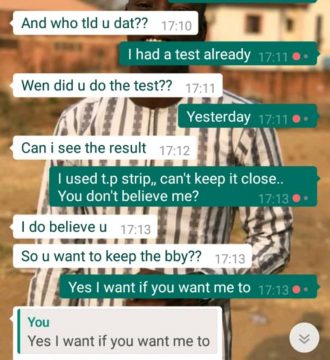 And who tld u dat?? 17:10
I had a test already 17:11
Wen did u do the test?? 17:11
Yesterday 17:11
Can i see the result 17:12
I used t.p strip,, can't keep it close..
You don't believe me? 17:13
I do believe u 17:13
So u want to keep the bby?? 17:13
Yes I want if you want me to 17:13
You
Yes I want if you want me to